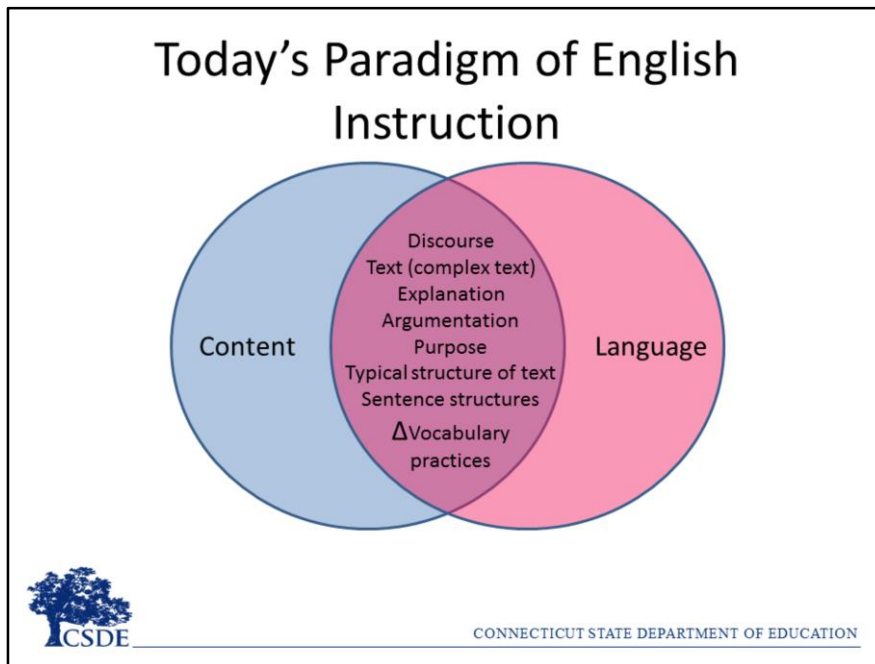 Today's Paradigm of English
Instruction
Discourse
Text (complex text)
Explanation
Argumentation
Purpose
Typical structure of text
Sentence structures
ΔVocabulary
practices
Content
Language
CSDE
CONNECTICUT STATE DEPARTMENT OF EDUCATION